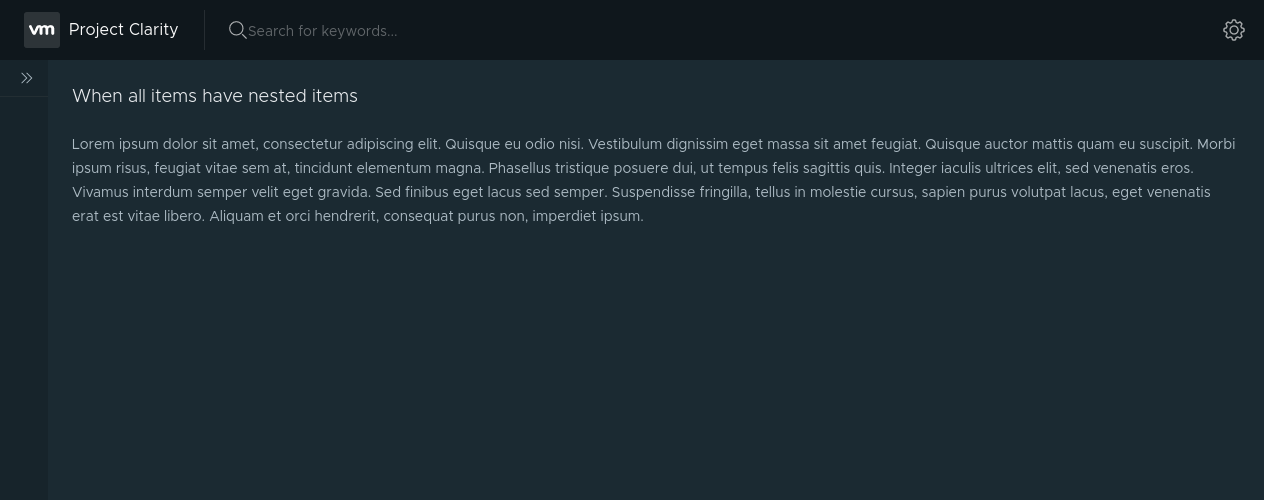 vm Project Clarity Search for keywords...
When all items have nested items
Lorem ipsum dolor sit amet, consectetur adipiscing elit. Quisque eu odio nisi. Vestibulum dignissim eget massa sit amet feugiat. Quisque auctor mattis quam eu suscipit. Morbi
ipsum risus, feugiat vitae sem at, tincidunt elementum magna. Phasellus tristique posuere dui, ut tempus felis sagittis quis. Integer iaculis ultrices elit, sed venenatis eros.
Vivamus interdum semper velit eget gravida. Sed finibus eget lacus sed semper. Suspendisse fringilla, tellus in molestie cursus, sapien purus volutpat lacus, eget venenatis
erat est vitae libero. Aliquam et orci hendrerit, consequat purus non, imperdiet ipsum.